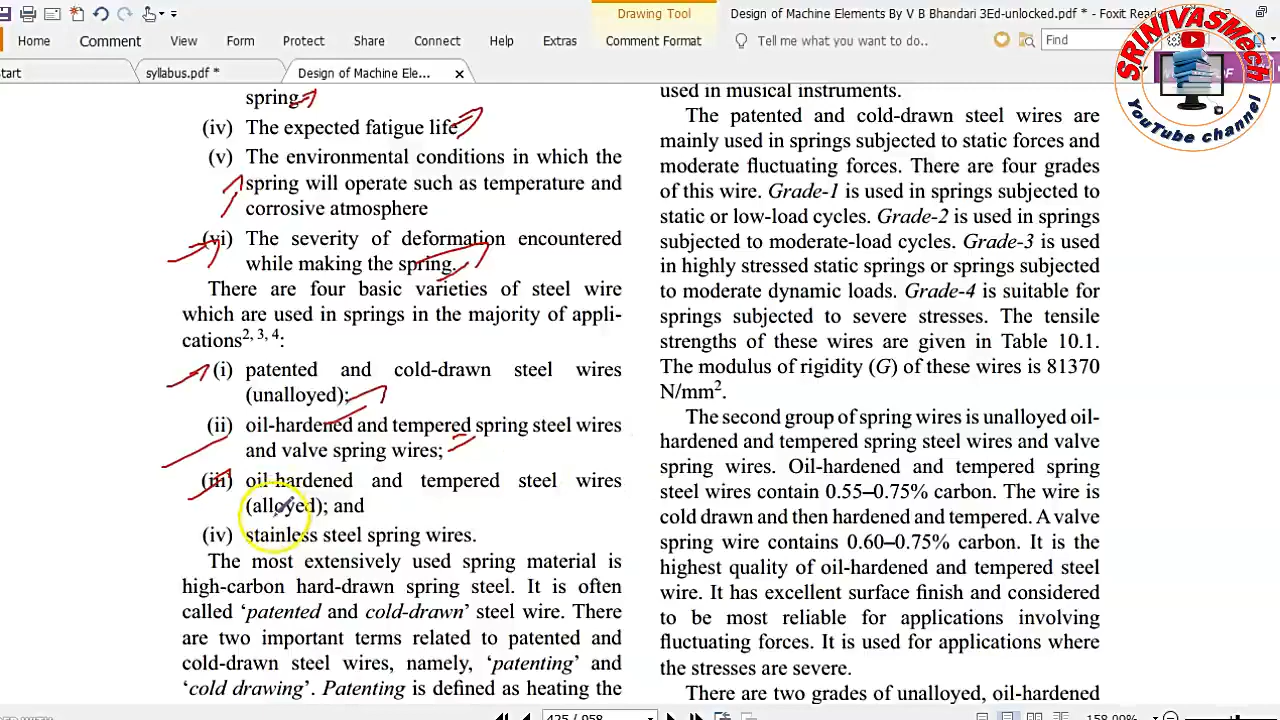 Drawing Tool
Design of Machine Elements By V B Bhandari 3Ed-unlocked.pdf * - Foxit Read
Home Comment View Form Protect Share Connect Help Extras Comment Format Tell me what you want to do.. Find
syllabus.pdf * Design of Machine Ele...
SRINIVASMech
YouTube channel
spring
(iv) The expected fatigue life
(v) The environmental conditions in which the
spring will operate such as temperature and
corrosive atmosphere
(vi) The severity of deformation encountered
while making the spring.
There are four basic varieties of steel wire
which are used in springs in the majority of appli-
cations2, 3, 4:
(i) patented and cold-drawn steel wires
(unalloyed);
(ii) oil-hardened and tempered spring steel wires
and valve spring wires;
(iii) oil-hardened and tempered steel wires
(alloyed); and
(iv) stainless steel spring wires.
The most extensively used spring material is
high-carbon hard-drawn spring steel. It is often
called ‘patented and cold-drawn’ steel wire. There
are two important terms related to patented and
cold-drawn steel wires, namely, ‘patenting’ and
‘cold drawing’. Patenting is defined as heating the
used in musical instruments.
The patented and cold-drawn steel wires are
mainly used in springs subjected to static forces and
moderate fluctuating forces. There are four grades
of this wire. Grade-1 is used in springs subjected to
static or low-load cycles. Grade-2 is used in springs
subjected to moderate-load cycles. Grade-3 is used
in highly stressed static springs or springs subjected
to moderate dynamic loads. Grade-4 is suitable for
springs subjected to severe stresses. The tensile
strengths of these wires are given in Table 10.1.
The modulus of rigidity (G) of these wires is 81370
N/mm2.
The second group of spring wires is unalloyed oil-
hardened and tempered spring steel wires and valve
spring wires. Oil-hardened and tempered spring
steel wires contain 0.55–0.75% carbon. The wire is
cold drawn and then hardened and tempered. A valve
spring wire contains 0.60–0.75% carbon. It is the
highest quality of oil-hardened and tempered steel
wire. It has excellent surface finish and considered
to be most reliable for applications involving
fluctuating forces. It is used for applications where
the stresses are severe.
There are two grades of unalloyed, oil-hardened
425 / 958
158.09%